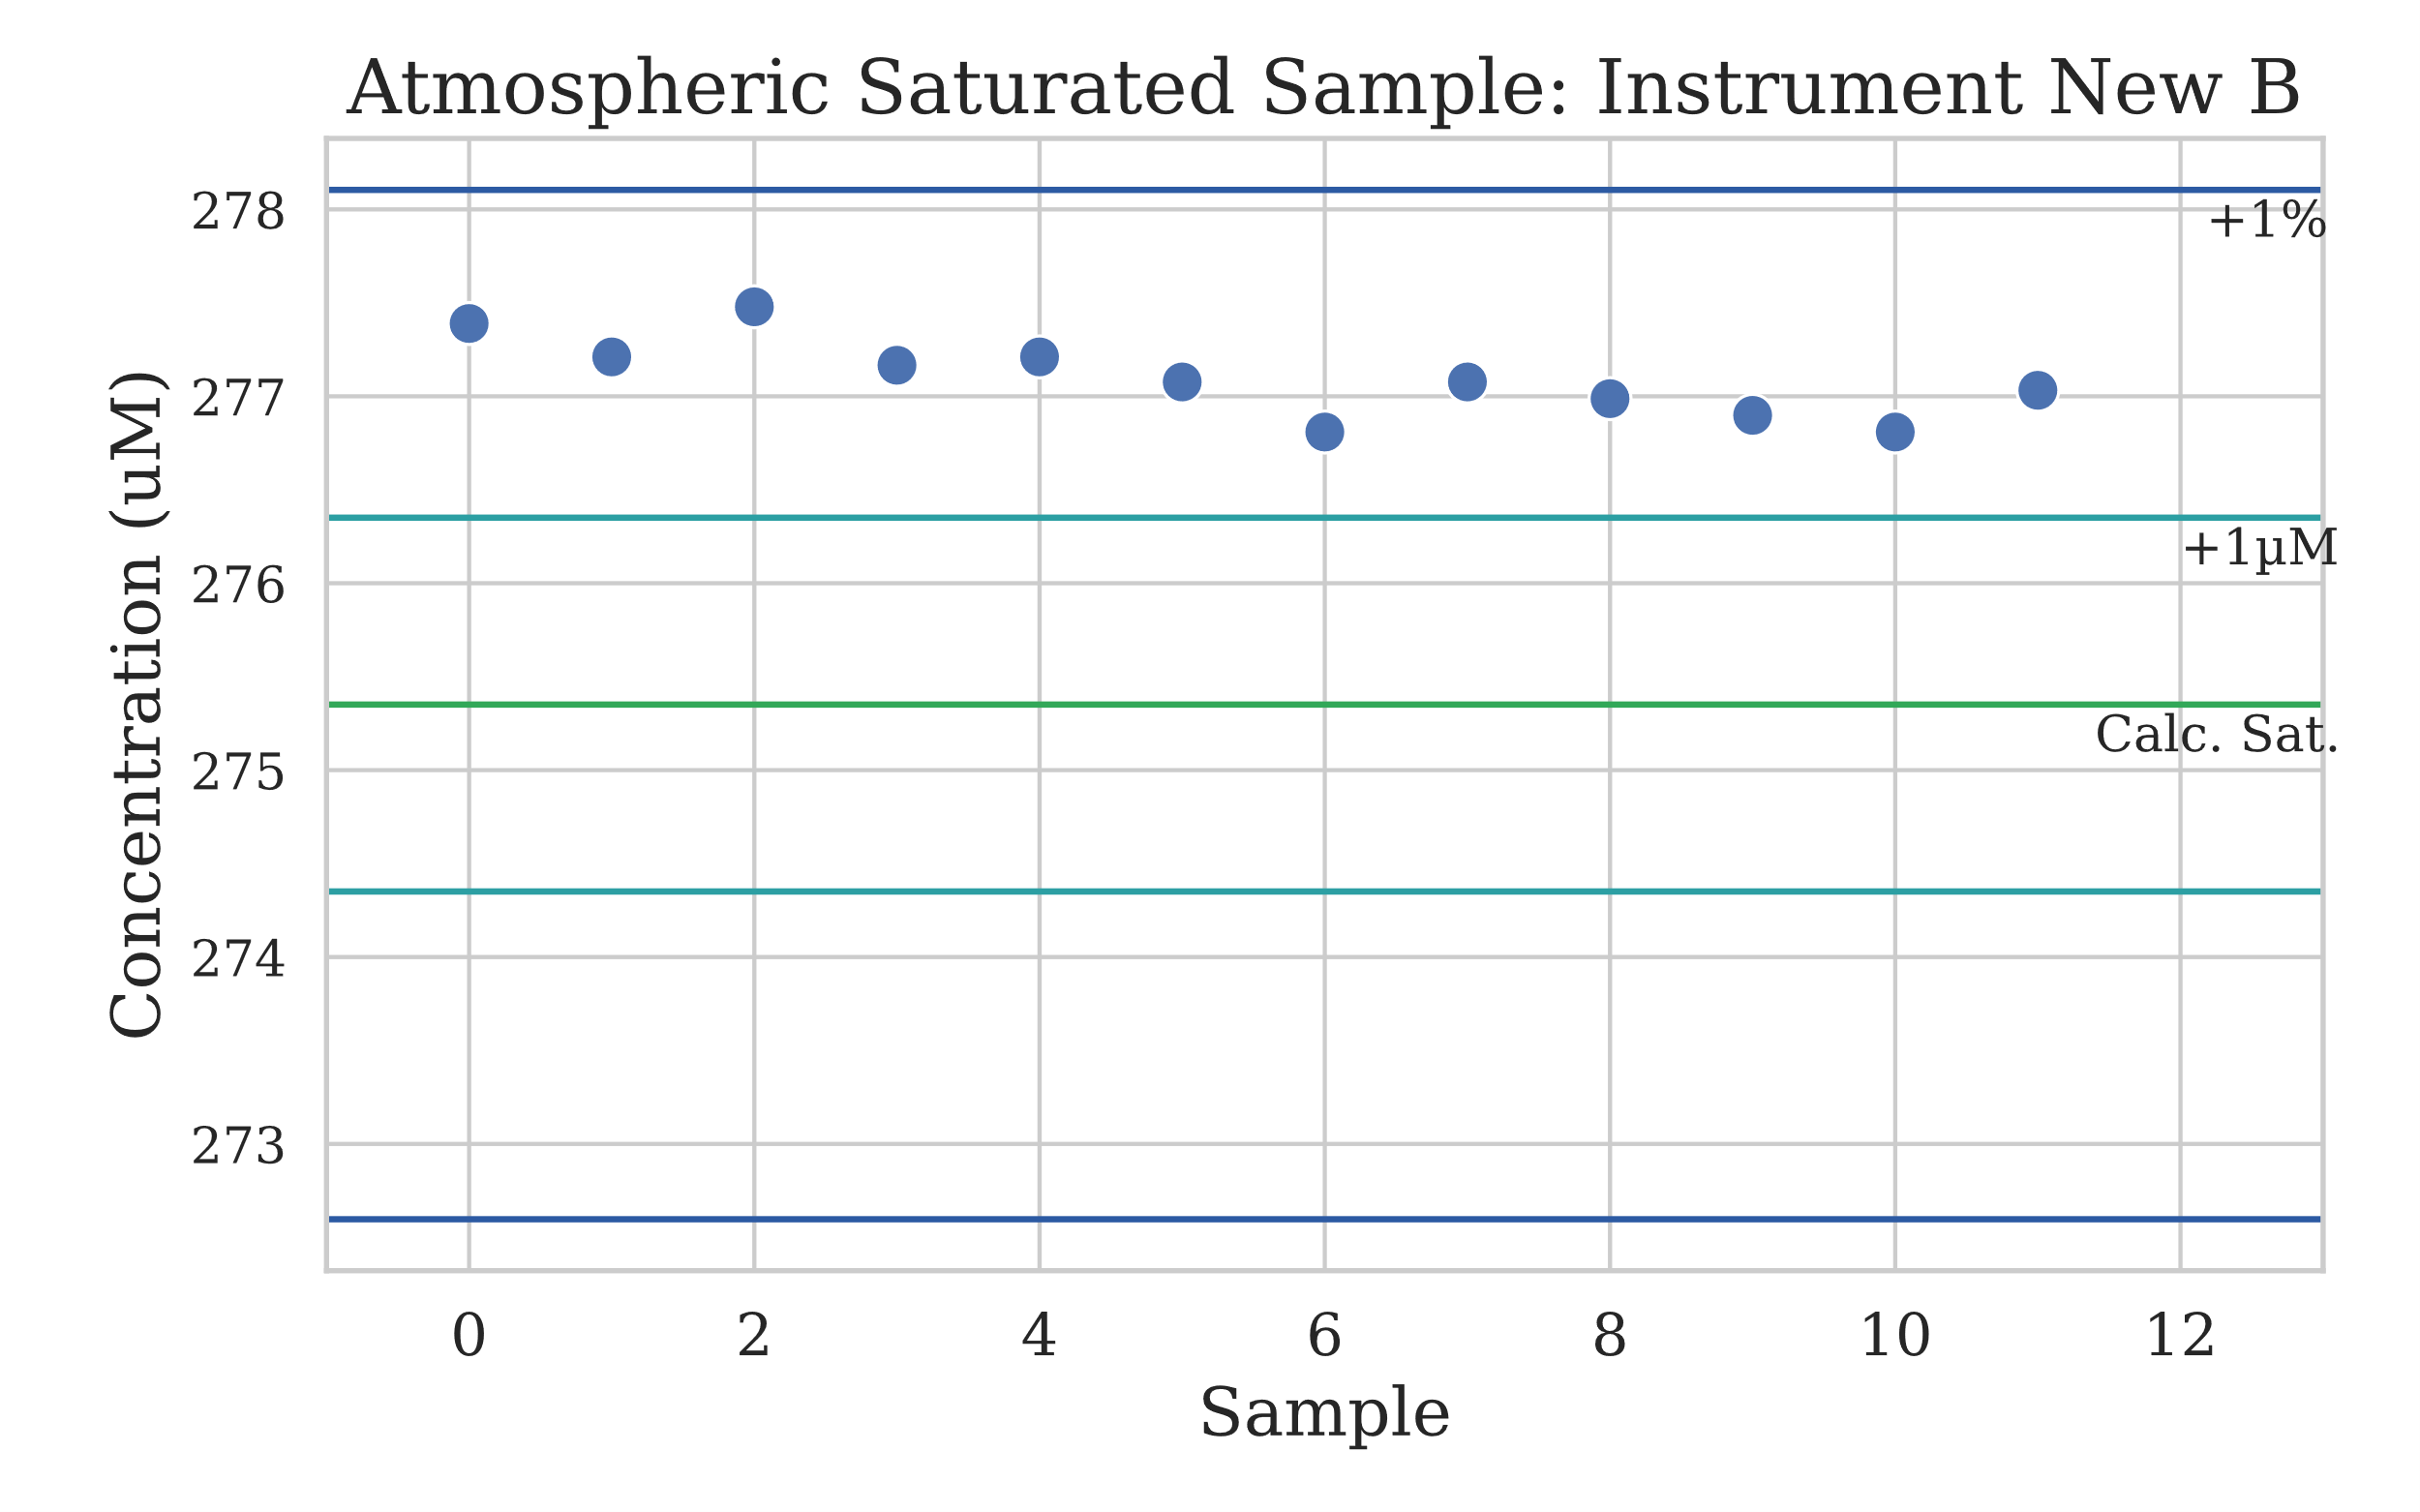 Atmospheric Saturated Sample: Instrument New B
278
+1%
277
+1µM
276
Calc. Sat.
275
274
273
Concentration (uM)
0 2 4 6 8 10 12
Sample